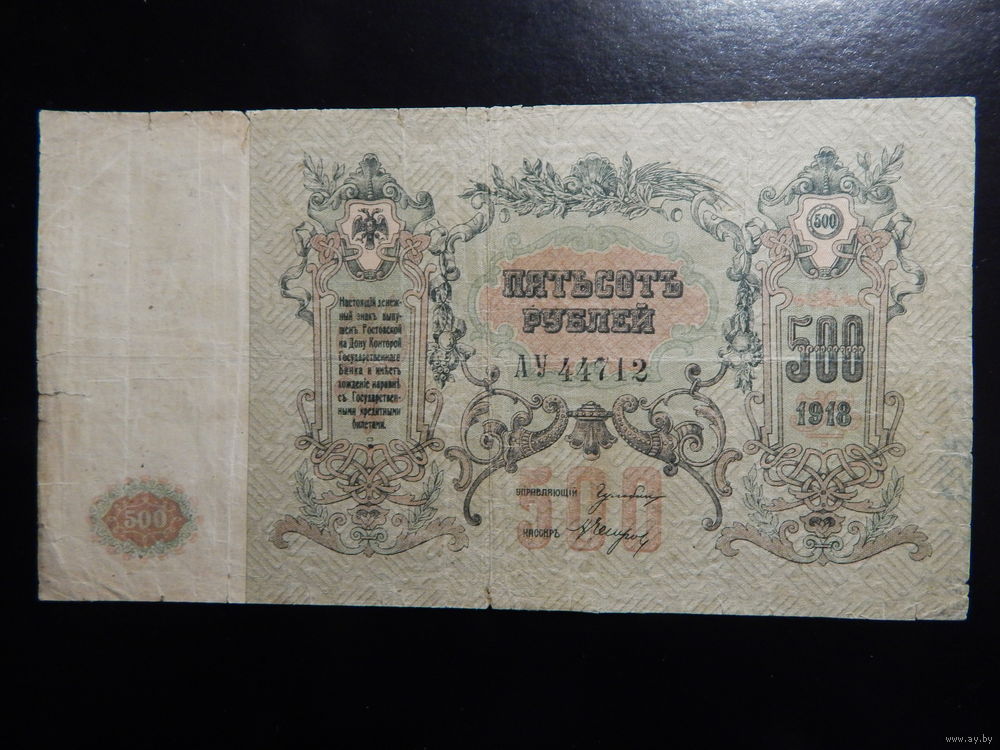 500
Настоящій денеж-
ный знакъ выпу-
щенъ Ростовской
на Дону Конторой
Государственнаго
Банка и имѣетъ
хожденіе наравнѣ
съ Государствен-
ными кредитными
билетами.
ПЯТЬСОТЪ
РУБЛЕЙ
АУ 44712
500
УПРАВЛЯЮЩІЙ
КАССИРЪ
500
500
1918
www.ay.by